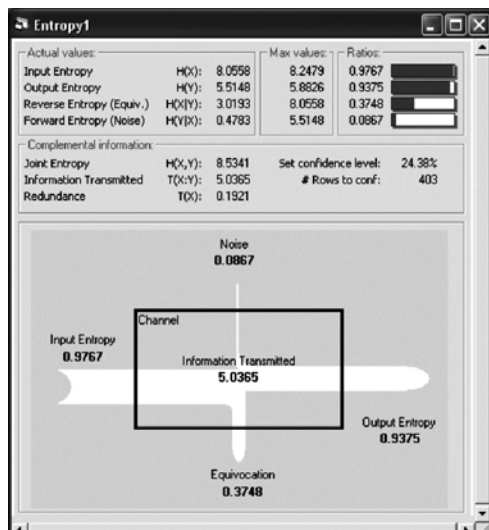 Entropy1
Actual values: Max values: Ratios:
Input Entropy H(X): 8.0558 8.2479 0.9767
Output Entropy H(Y): 5.5148 5.8826 0.9375
Reverse Entropy (Equiv.) H(X|Y): 3.0193 8.0558 0.3748
Forward Entropy (Noise) H(Y|X): 0.4783 5.5148 0.0867
Complemental information:
Joint Entropy H(X,Y): 8.5341 Set confidence level: 24.38%
Information Transmitted T(X:Y): 5.0365 # Rows to conf: 403
Redundance T(X): 0.1921
Noise
0.0867
Channel
Input Entropy
0.9767
Information Transmitted
5.0365
Output Entropy
0.9375
Equivocation
0.3748